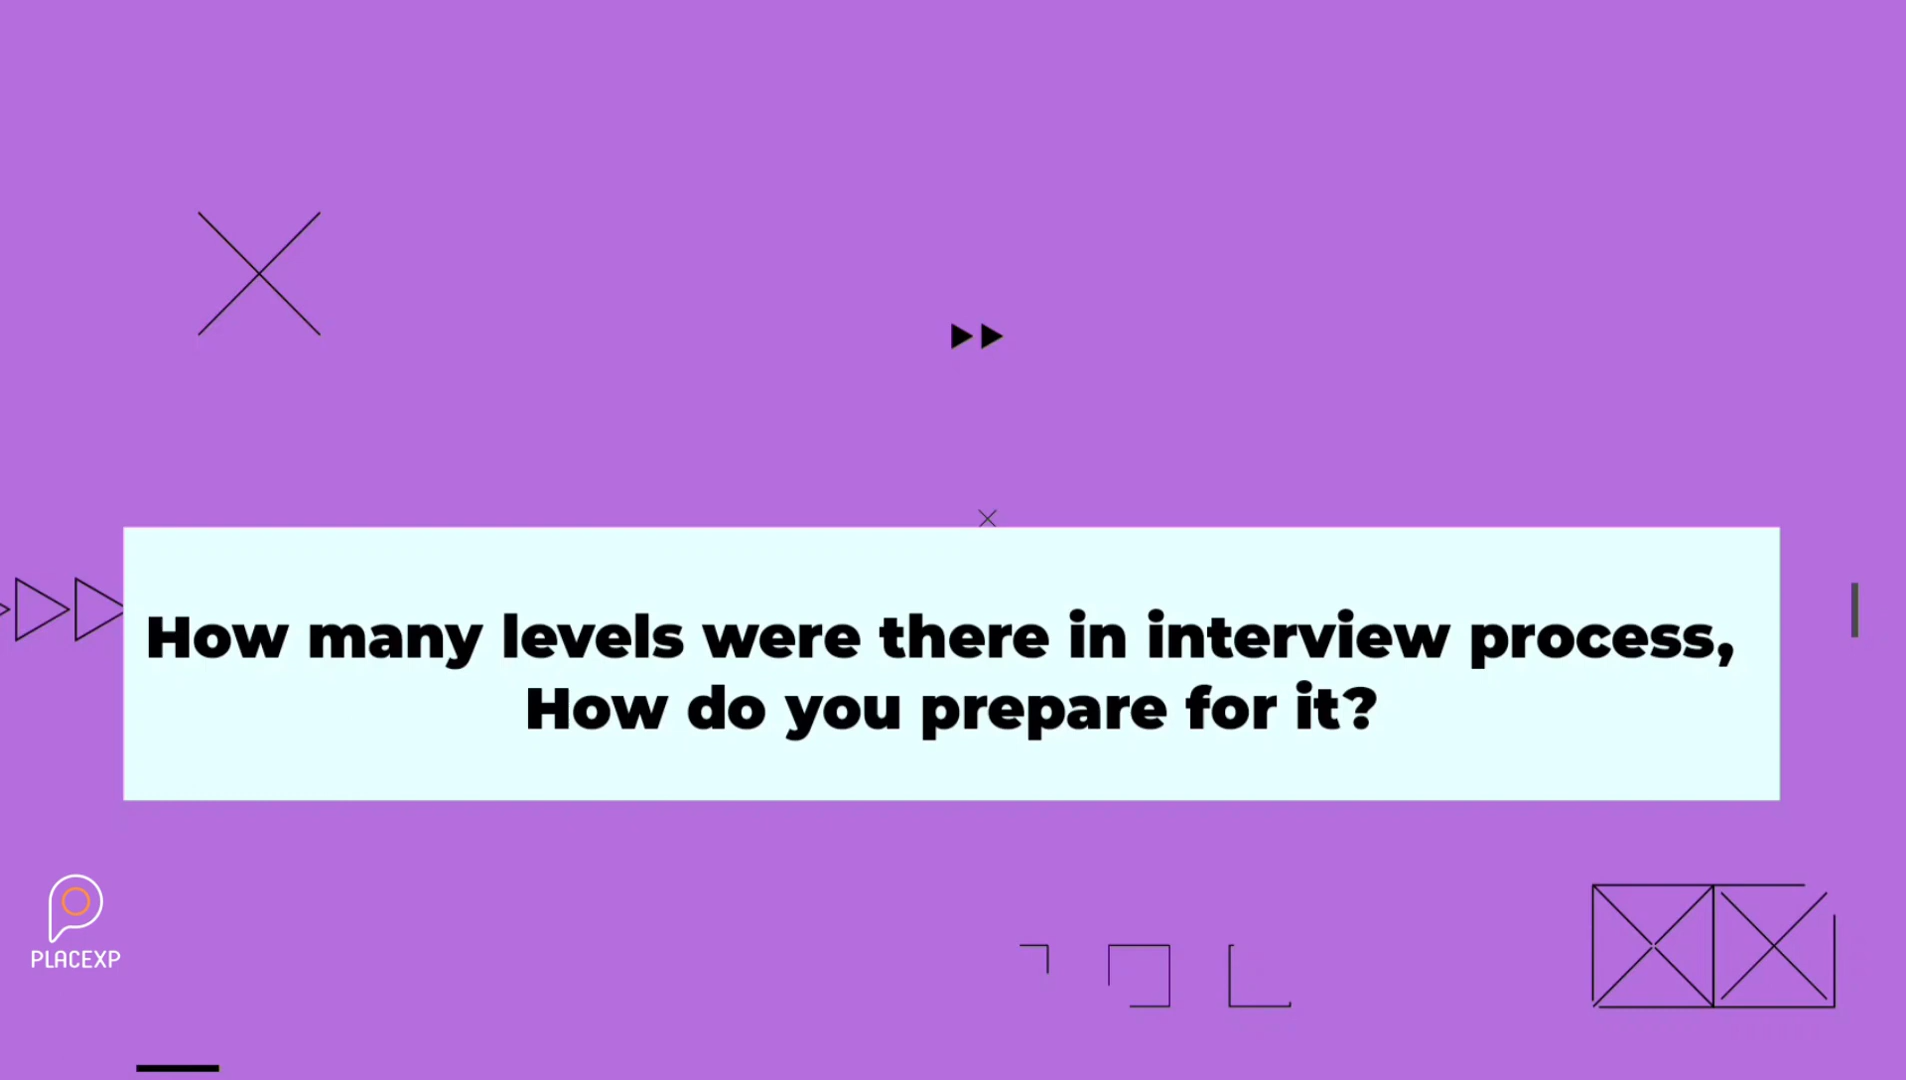 How many levels were there in interview process,
How do you prepare for it?
PLACEXP